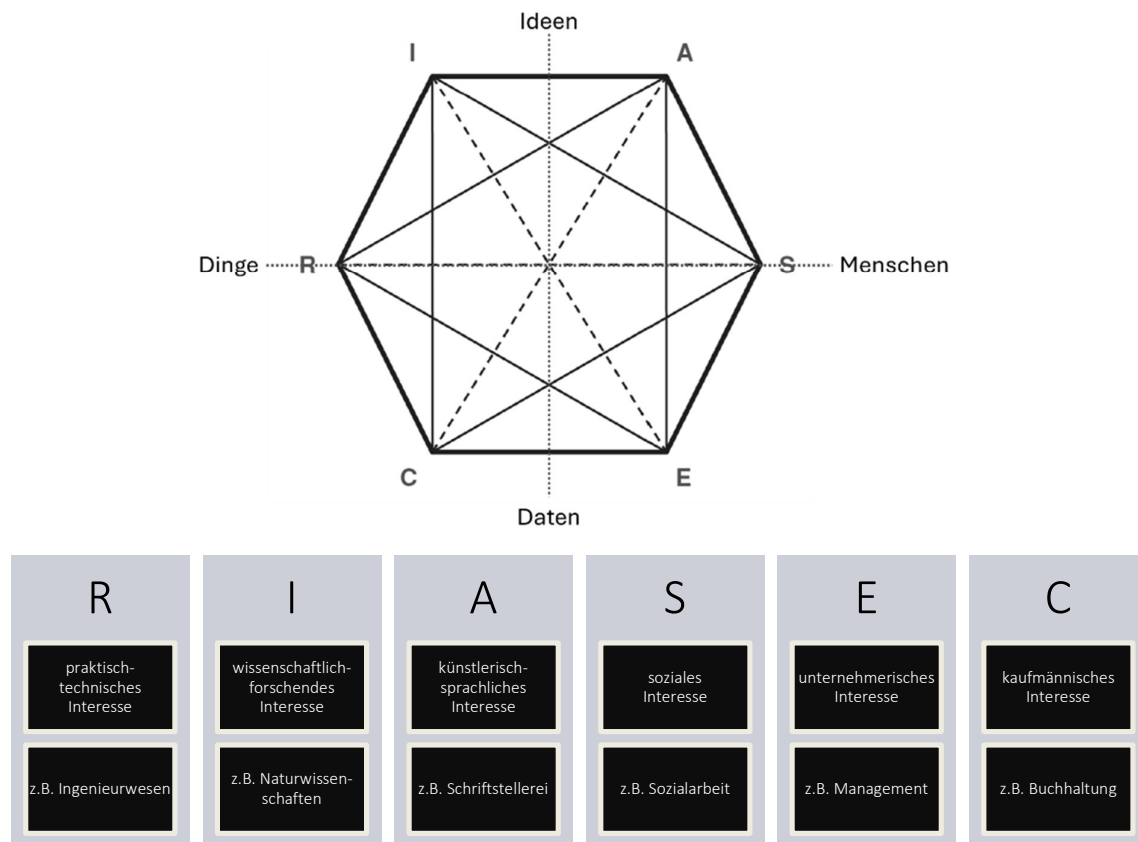 Ideen
I
A
Dinge
R
S
Menschen
C
E
Daten
R
praktisch-
technisches
Interesse
z.B. Ingenieurwesen
I
wissenschaftlich-
forschendes
Interesse
z.B. Naturwissen-
schaften
A
künstlerisch-
sprachliches
Interesse
z.B. Schriftstellerei
S
soziales
Interesse
z.B. Sozialarbeit
E
unternehmerisches
Interesse
z.B. Management
C
kaufmännisches
Interesse
z.B. Buchhaltung